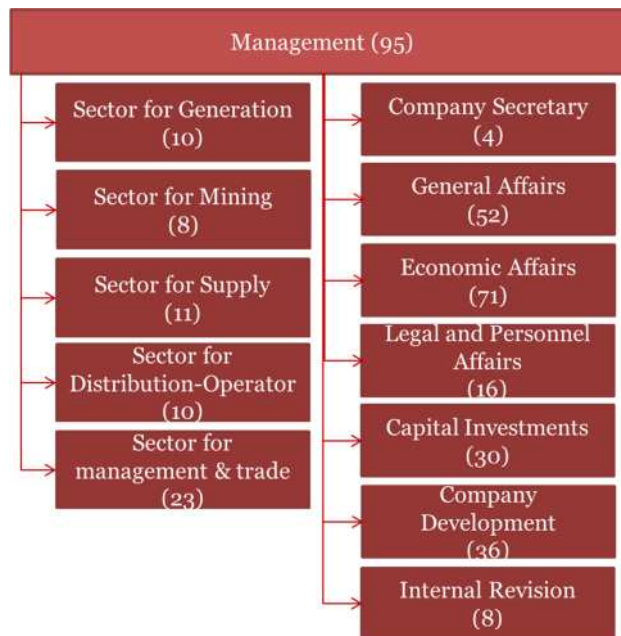 Management (95)
Sector for Generation
(10)
Sector for Mining
(8)
Sector for Supply
(11)
Sector for
Distribution-Operator
(10)
Sector for
management & trade
(23)
Company Secretary
(4)
General Affairs
(52)
Economic Affairs
(71)
Legal and Personnel
Affairs
(16)
Capital Investments
(30)
Company
Development
(36)
Internal Revision
(8)